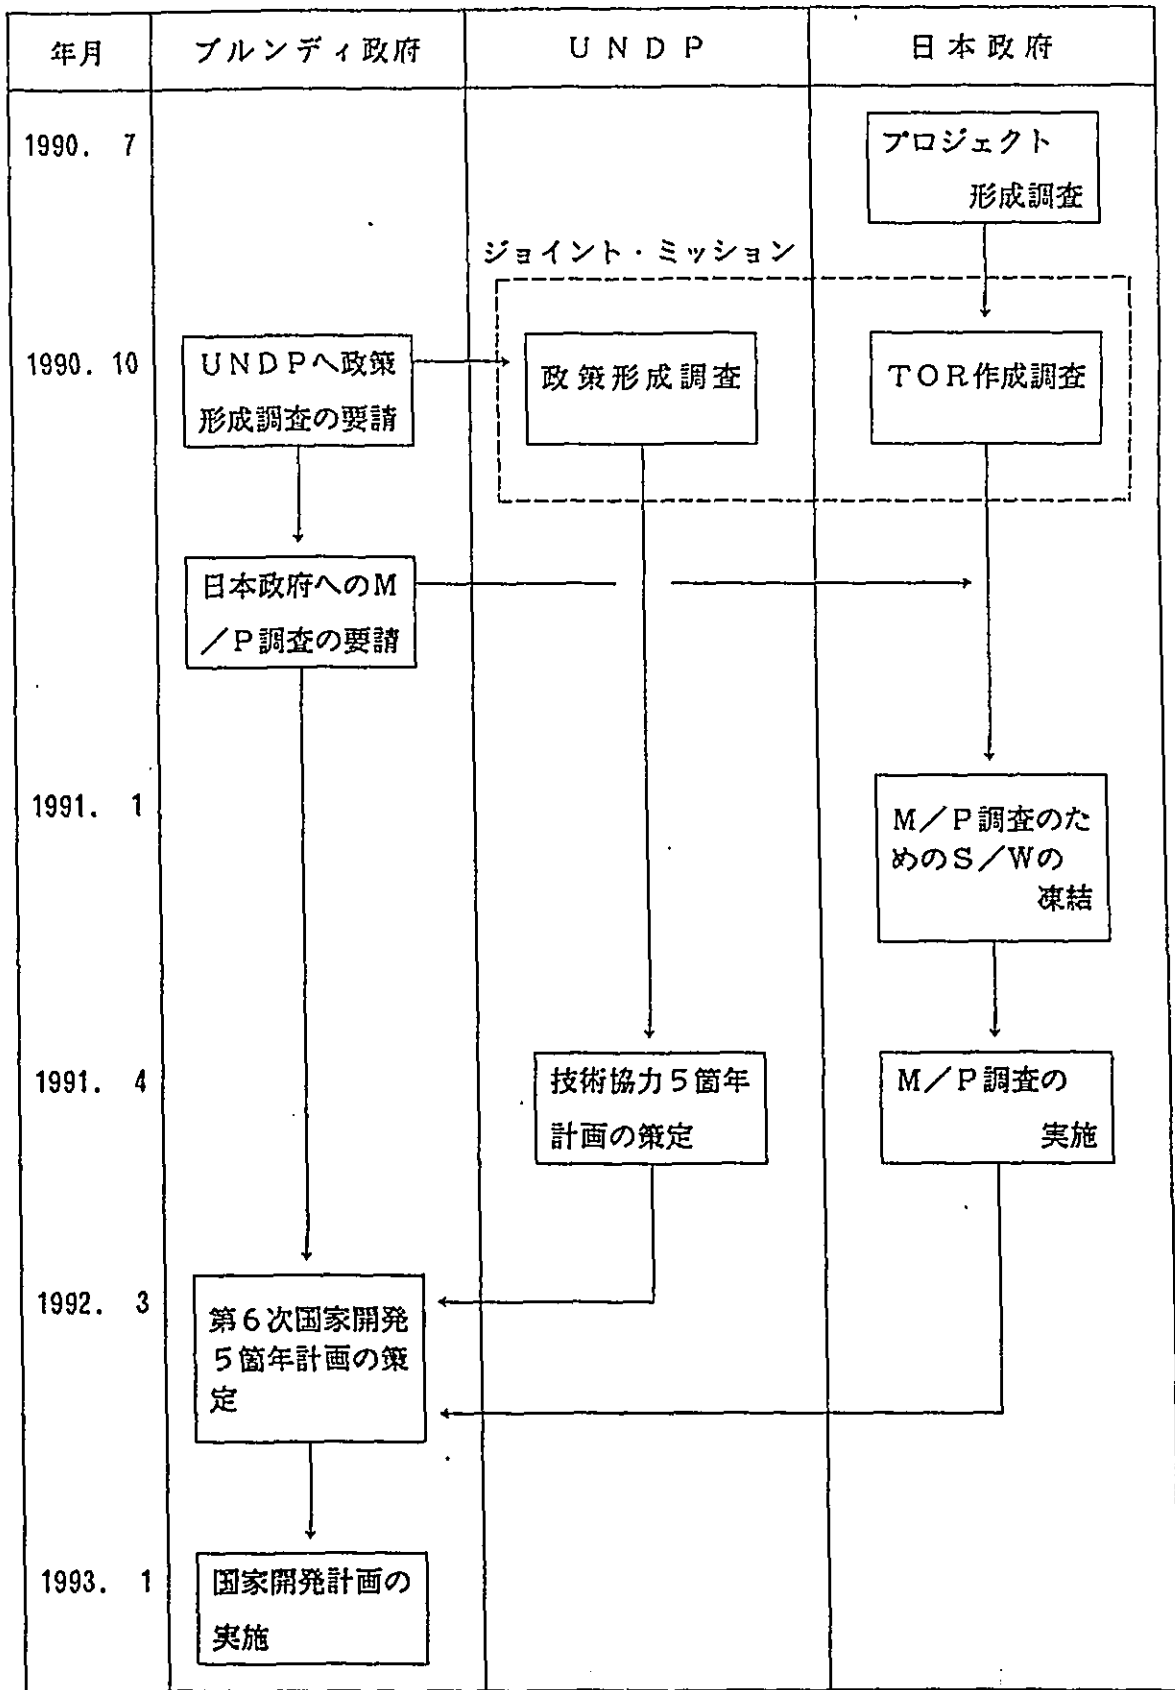 年月 ブルンディ政府 UNDP 日本政府
1990. 7
プロジェクト
形成調査
ジョイント・ミッション
1990. 10
UNDPへ政策
形成調査の要請
政策形成調査
TOR作成調査
日本政府へのM
／P調査の要請
1991. 1
M／P調査のた
めのS／Wの
凍結
1991. 4
技術協力5箇年
計画の策定
M／P調査の
実施
1992. 3
第6次国家開発
5箇年計画の策
定
1993. 1
国家開発計画の
実施